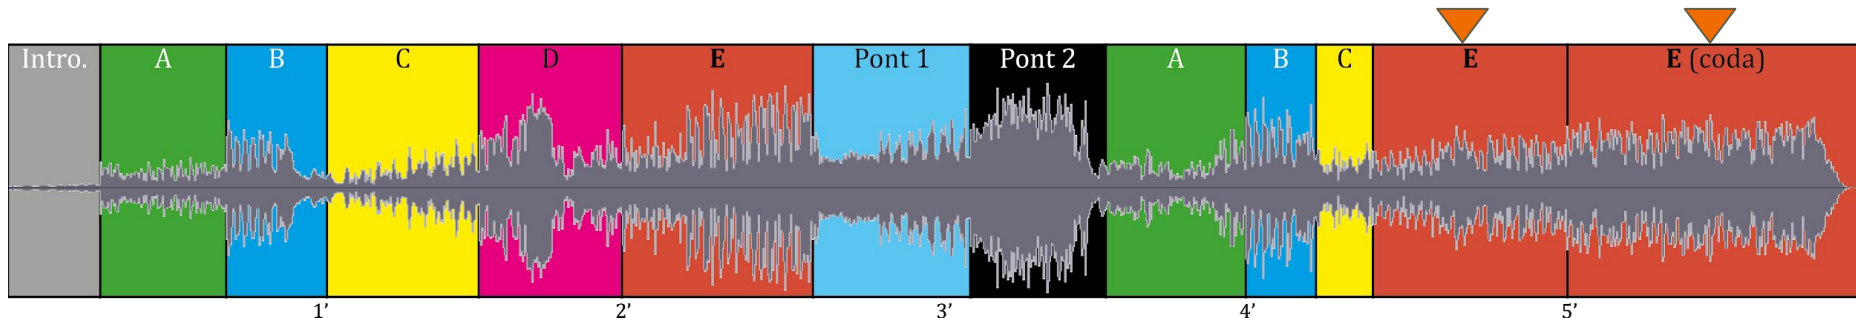 Intro. A B C D E Pont 1 Pont 2 A B C E E (coda)
1’ 2’ 3’ 4’ 5’